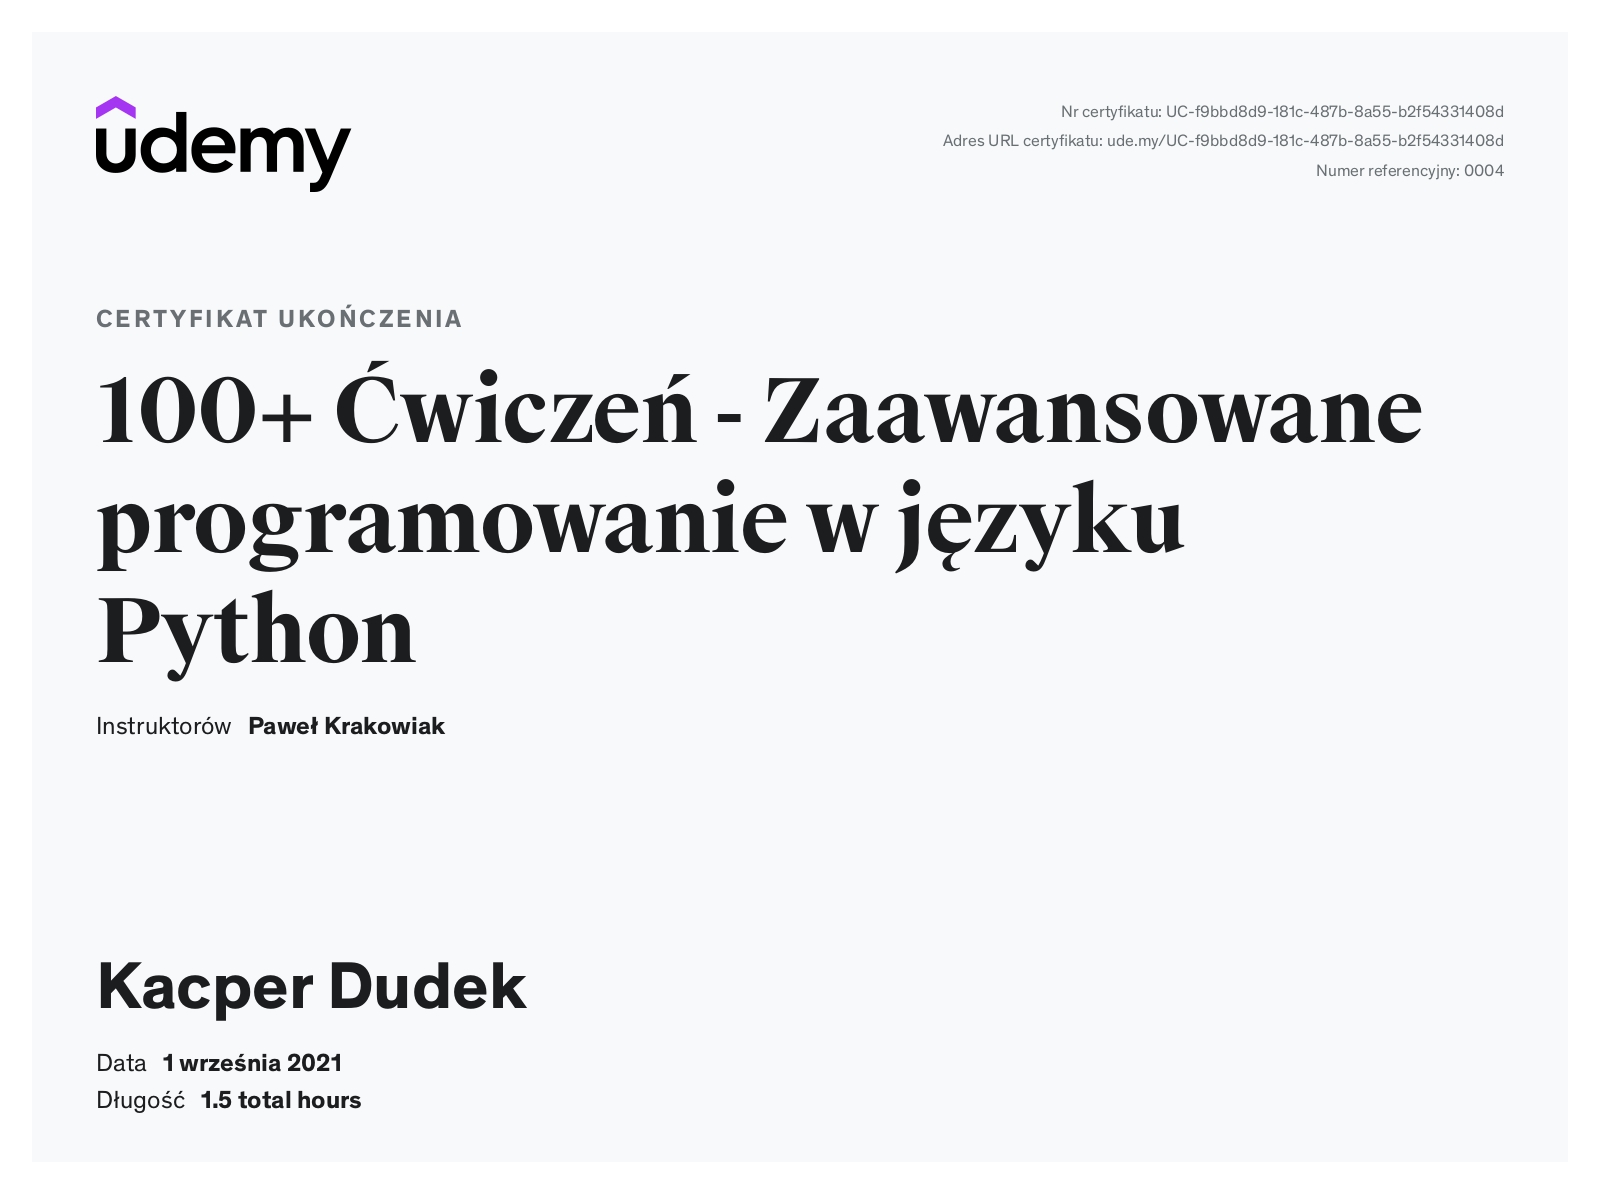 udemy
Nr certyfikatu: UC-f9bbd8d9-181c-487b-8a55-b2f54331408d
Adres URL certyfikatu: ude.my/UC-f9bbd8d9-181c-487b-8a55-b2f54331408d
Numer referencyjny: 0004
CERTYFIKAT UKOŃCZENIA
100+ Ćwiczeń - Zaawansowane
programowanie w języku
Python
Instruktorów Paweł Krakowiak
Kacper Dudek
Data 1 września 2021
Długość 1.5 total hours